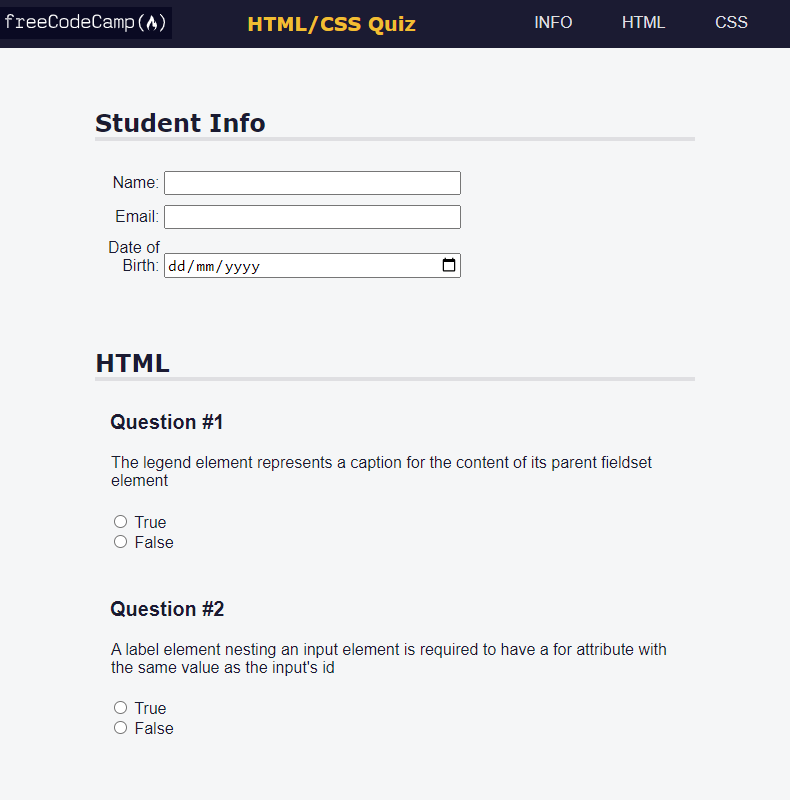 freeCodeCamp(🔥)
HTML/CSS Quiz
INFO
HTML
CSS
Student Info
Name:
Email:
Date of
Birth:
dd/mm/yyyy
HTML
Question #1
The legend element represents a caption for the content of its parent fieldset
element
True
False
Question #2
A label element nesting an input element is required to have a for attribute with
the same value as the input's id
True
False